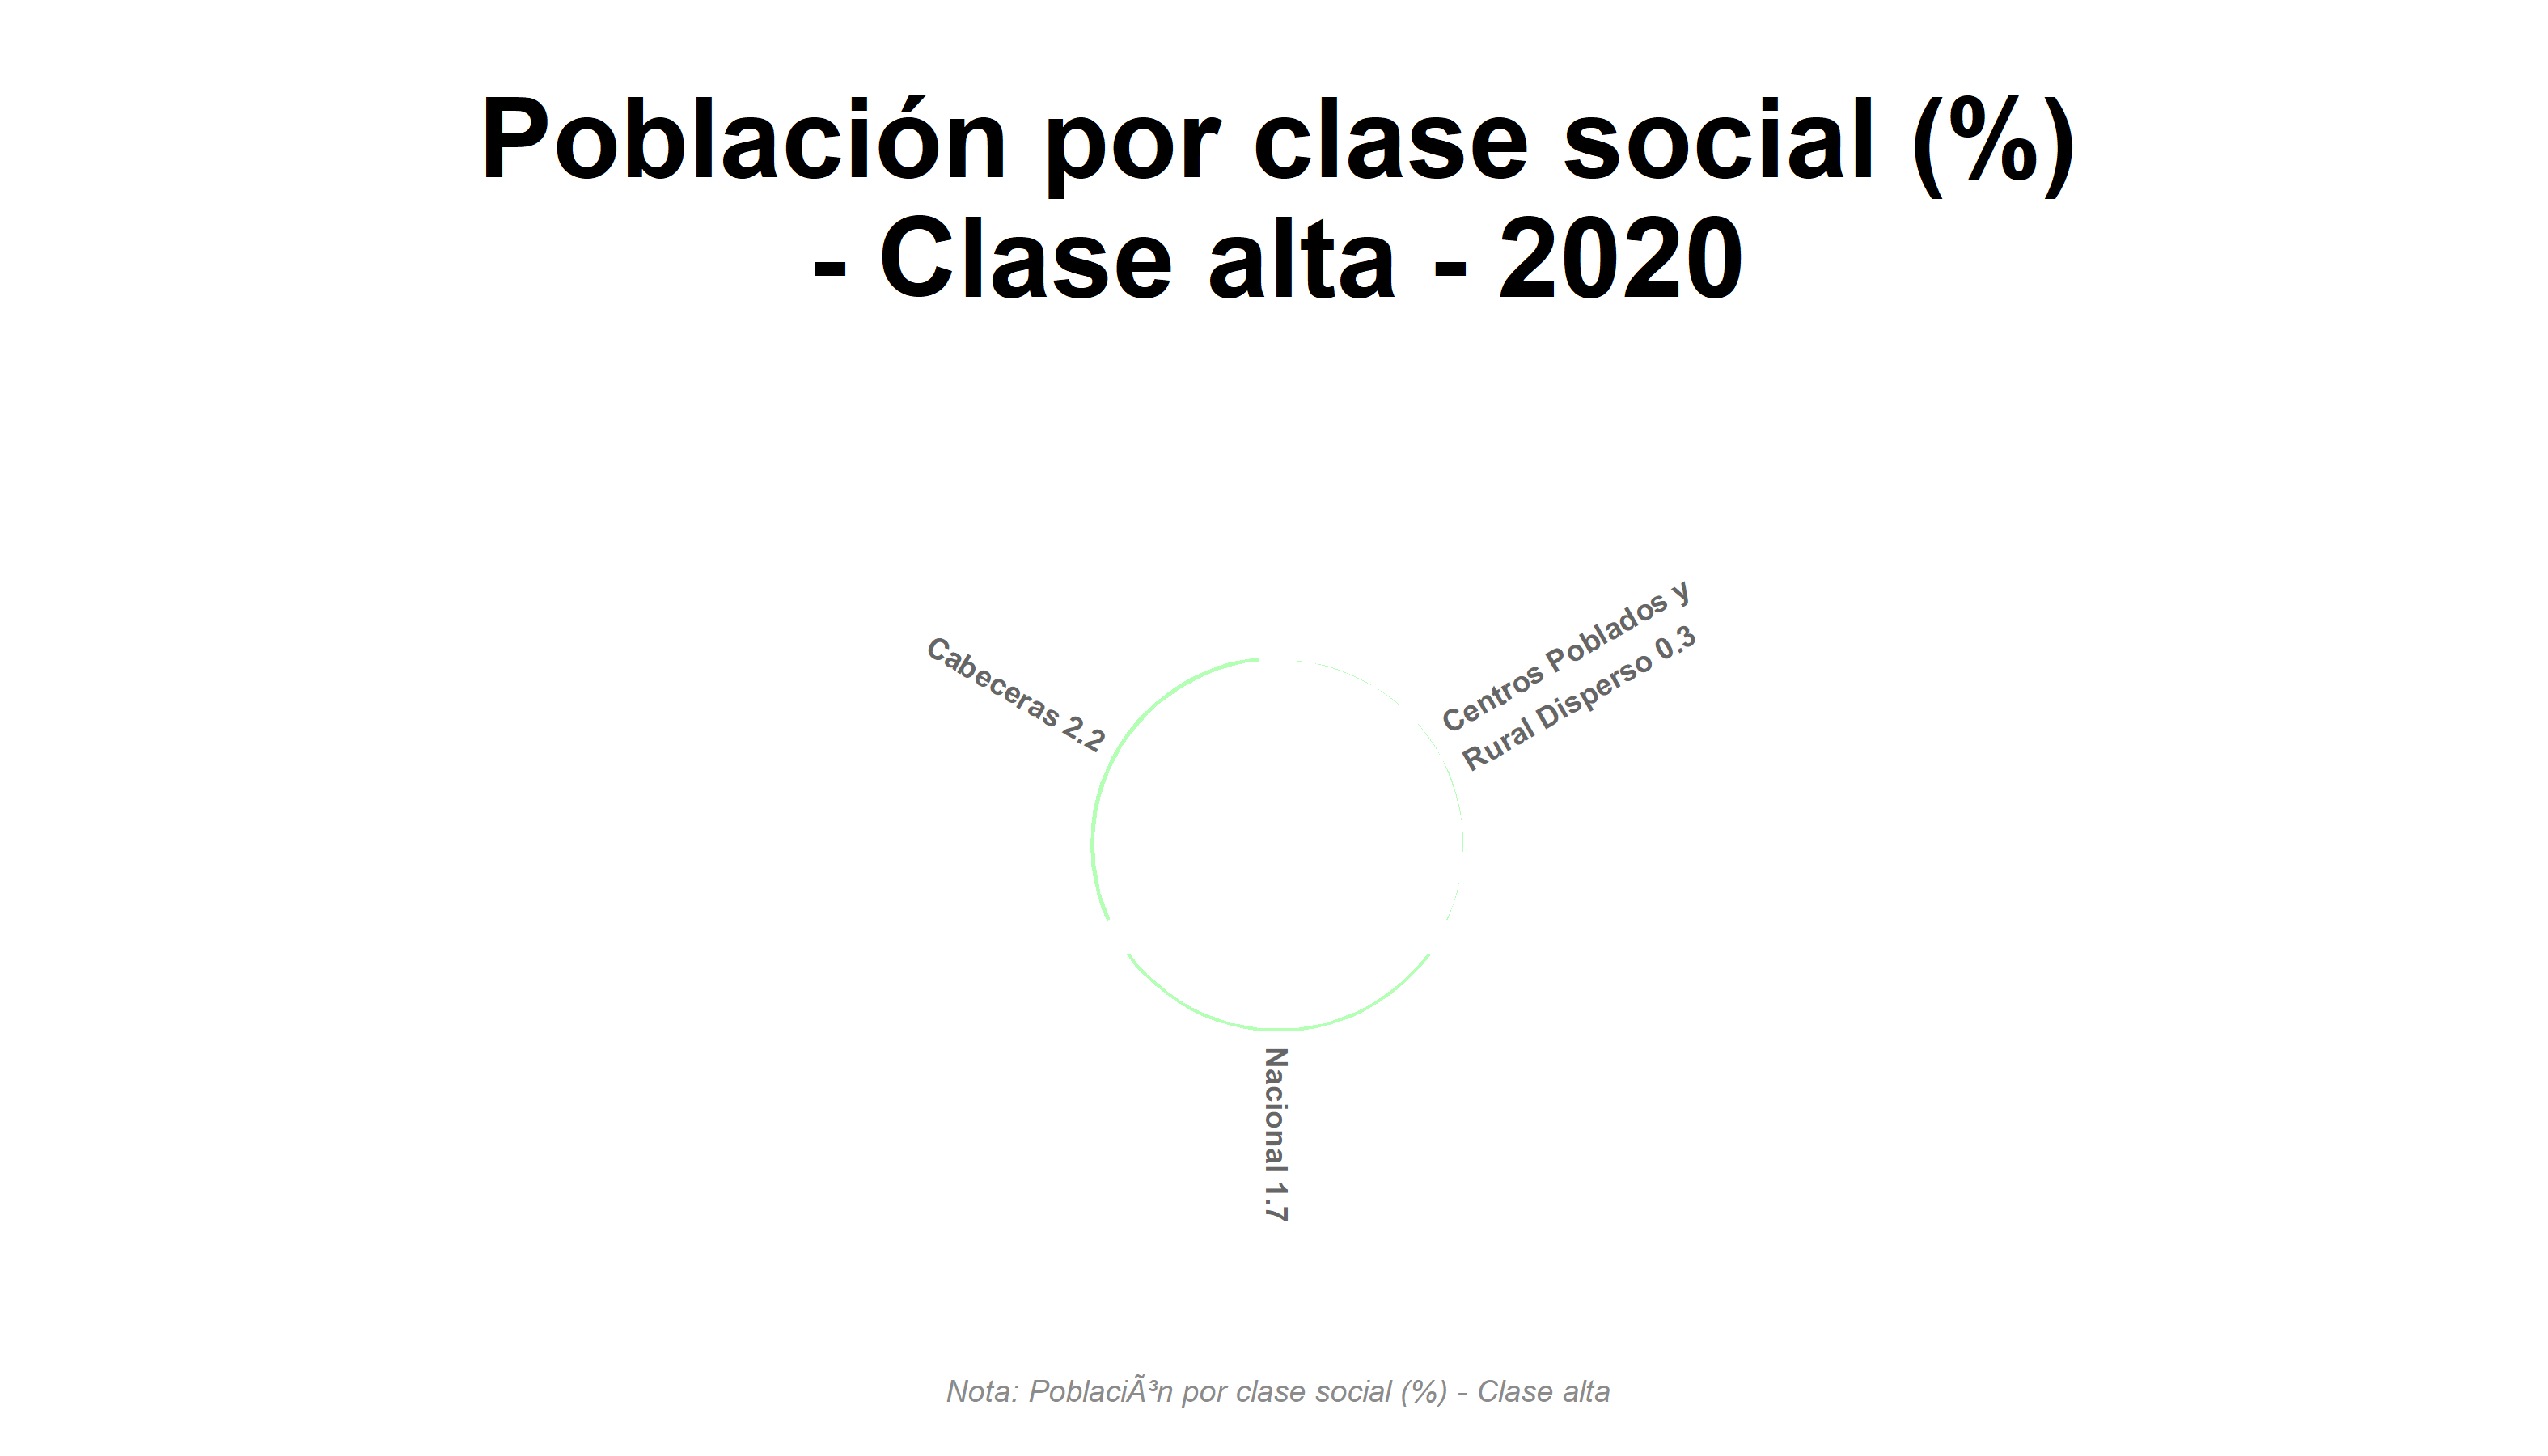 Población por clase social (%)
- Clase alta - 2020
Centros Poblados y
Rural Disperso 0.3
Cabeceras 2.2
Nacional 1.7
Nota: PoblaciÃ³n por clase social (%) - Clase alta